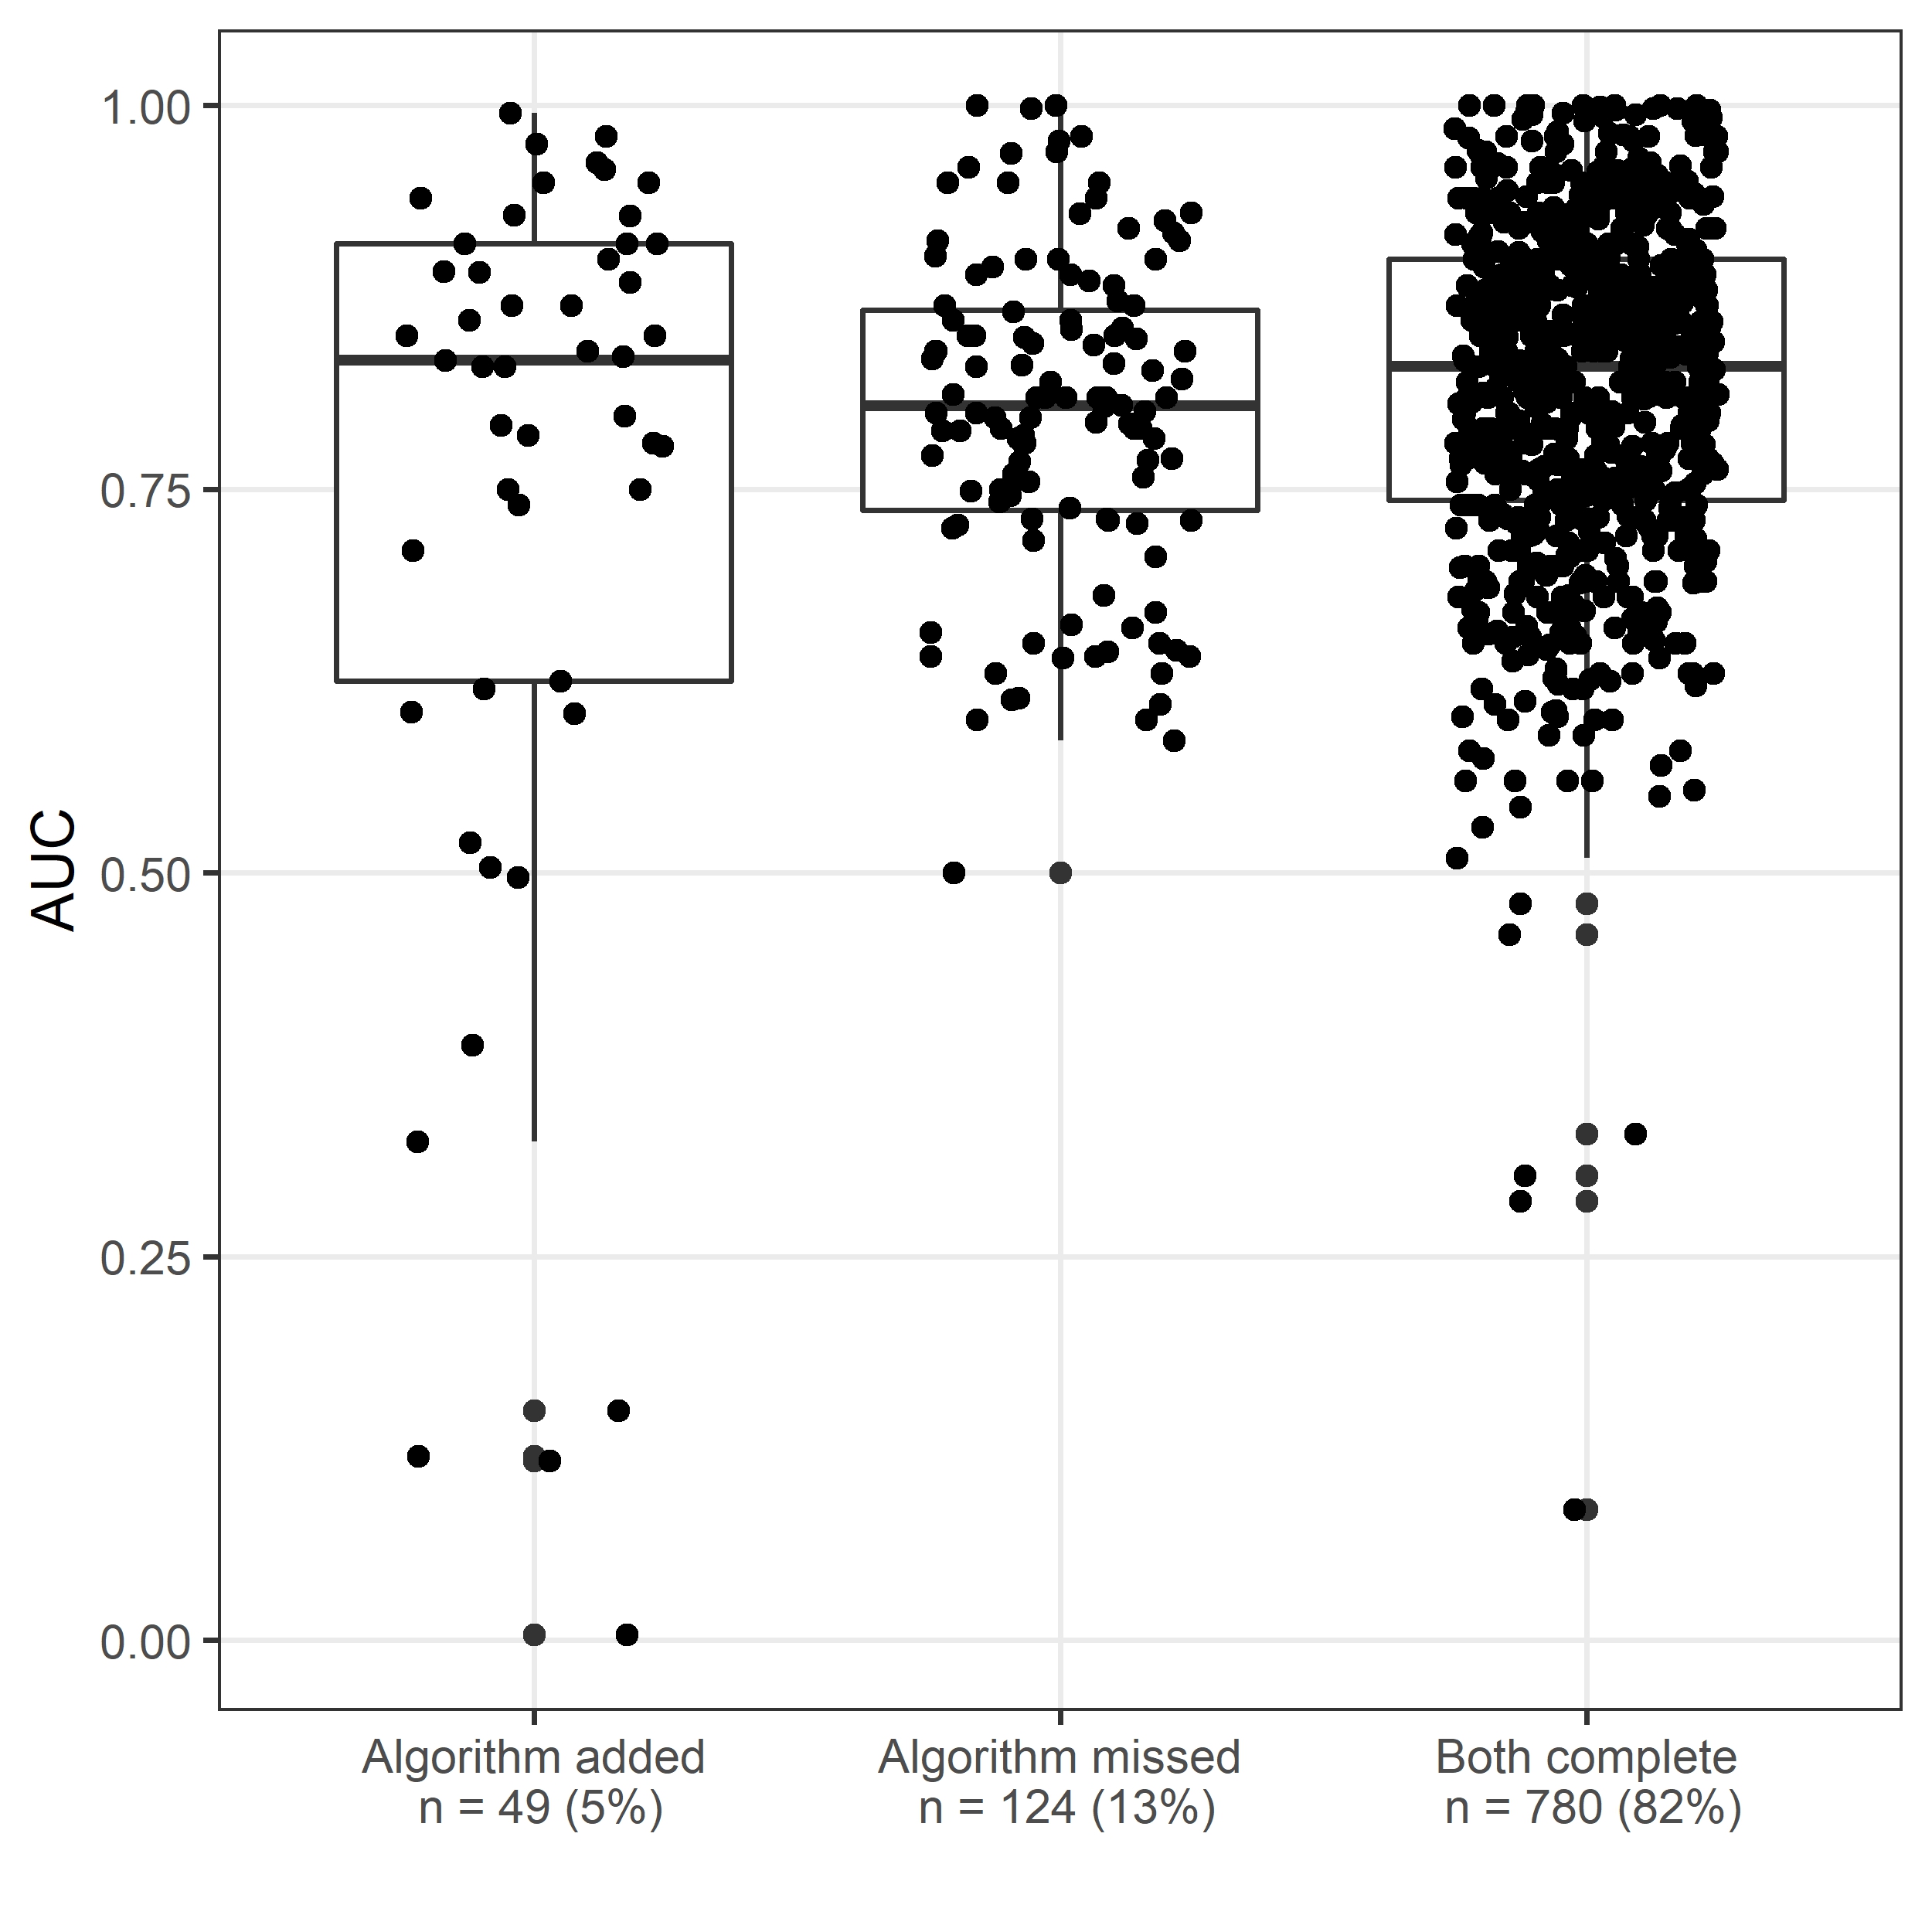 AUC
1.00
0.75
0.50
0.25
0.00
Algorithm added
n = 49 (5%)
Algorithm missed
n = 124 (13%)
Both complete
n = 780 (82%)